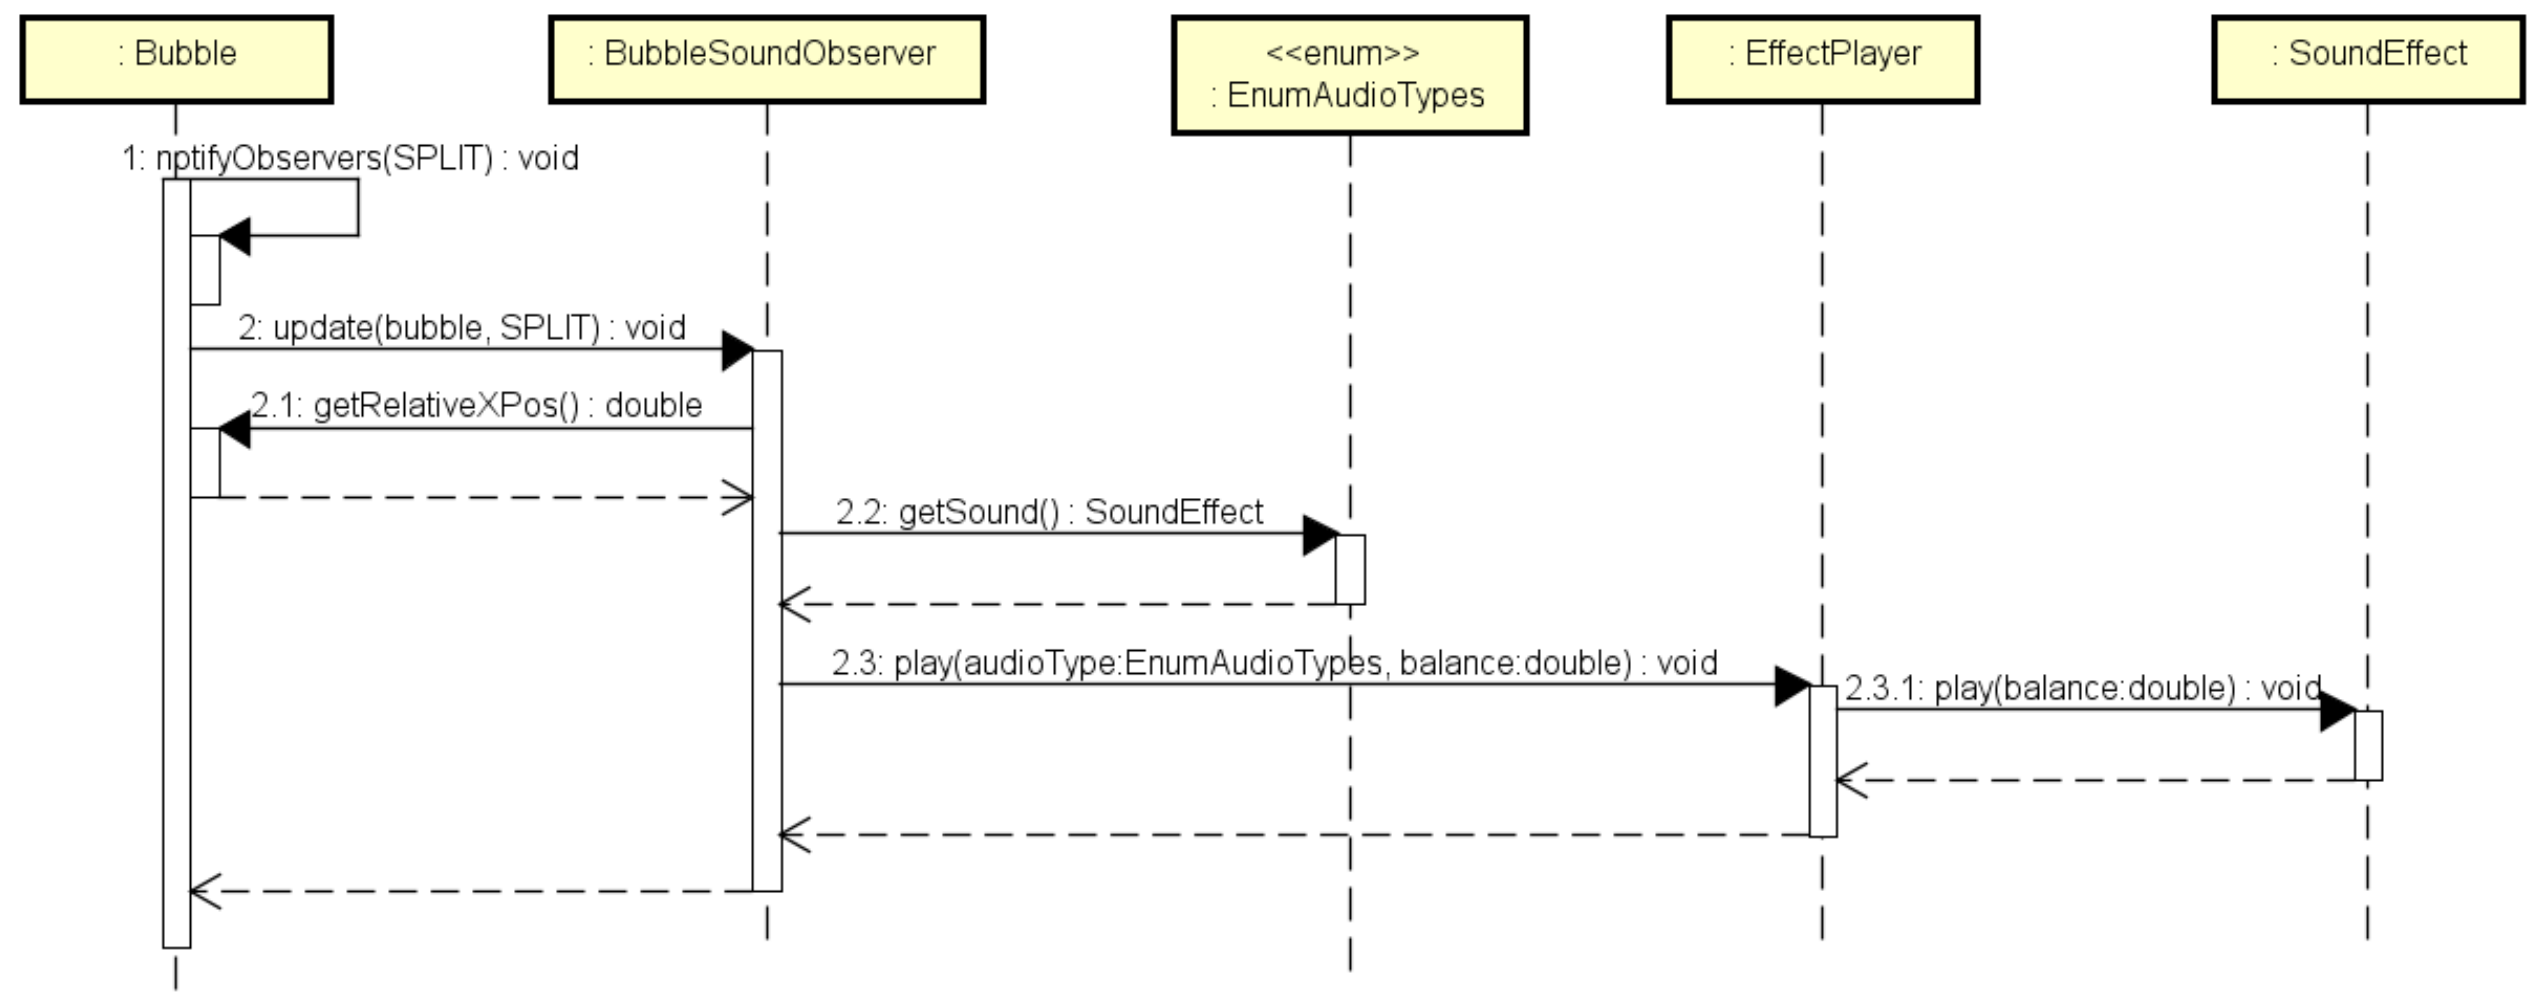 : Bubble
: BubbleSoundObserver
<<enum>>
: EnumAudioTypes
: EffectPlayer
: SoundEffect
1: notifyObservers(SPLIT) : void
2: update(bubble, SPLIT) : void
2.1: getRelativeXPos() : double
2.2: getSound() : SoundEffect
2.3: play(audioType:EnumAudioTypes, balance:double) : void
2.3.1: play(balance:double) : void